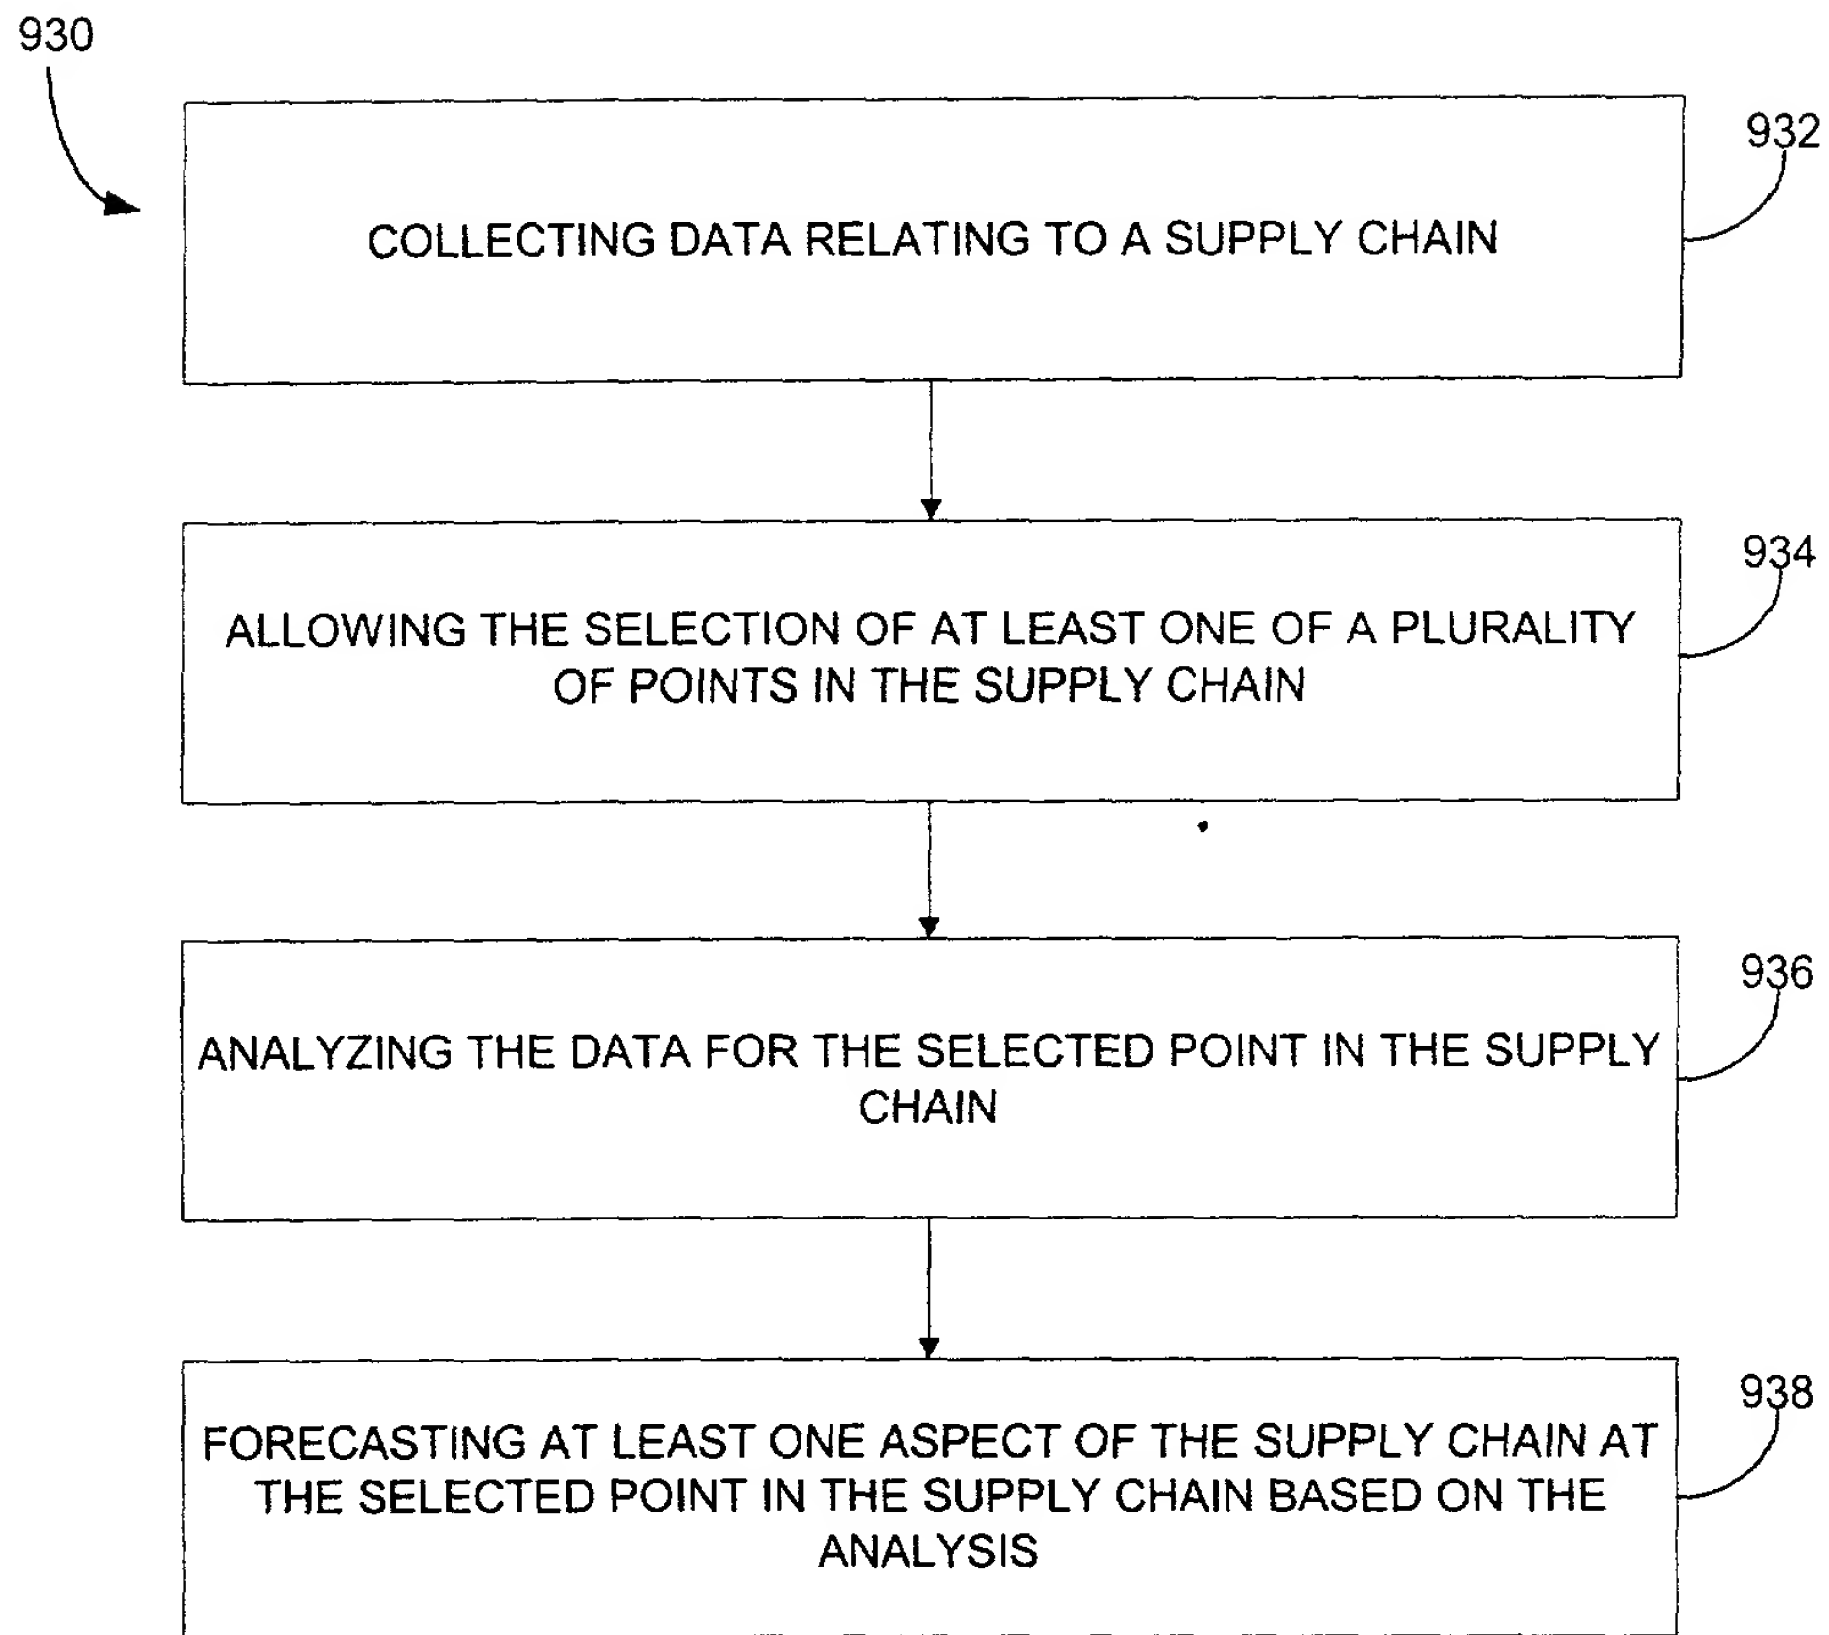 930
932
COLLECTING DATA RELATING TO A SUPPLY CHAIN
934
ALLOWING THE SELECTION OF AT LEAST ONE OF A PLURALITY
OF POINTS IN THE SUPPLY CHAIN
936
ANALYZING THE DATA FOR THE SELECTED POINT IN THE SUPPLY
CHAIN
938
FORECASTING AT LEAST ONE ASPECT OF THE SUPPLY CHAIN AT
THE SELECTED POINT IN THE SUPPLY CHAIN BASED ON THE
ANALYSIS